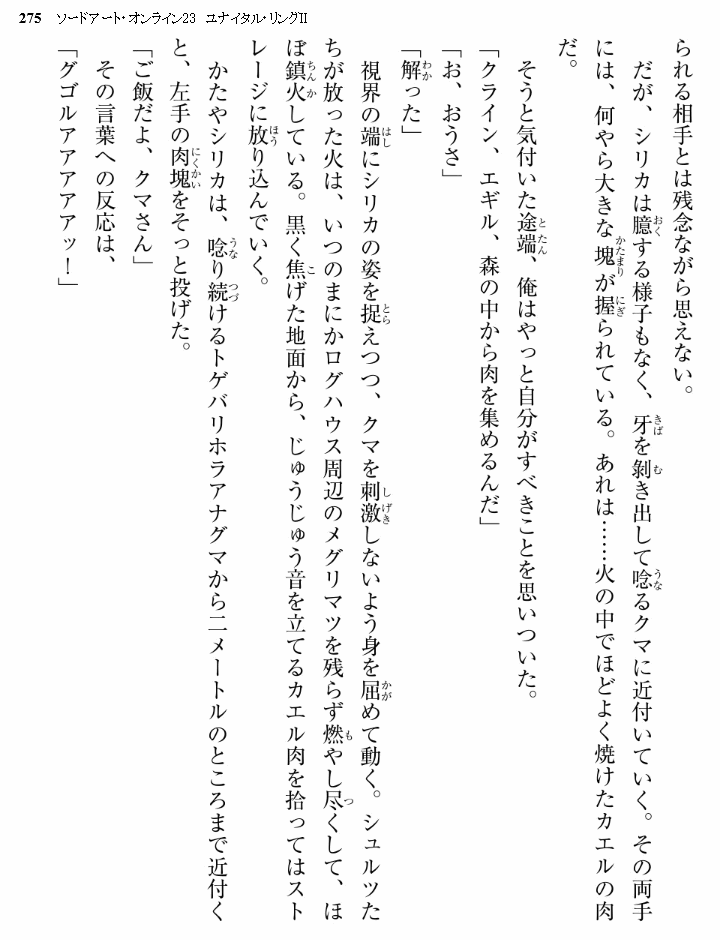 275 ソードアート・オンライン23 ユナイタル・リングⅡ
られる相手とは残念ながら思えない。
だが、シリカは臆する様子もなく、牙を剝き出して唸るクマに近付いていく。その両手
には、何やら大きな塊が握られている。あれは……火の中でほどよく焼けたカエルの肉
だ。
そうと気付いた途端、俺はやっと自分がすべきことを思いついた。
「クライン、エギル、森の中から肉を集めるんだ」
「お、おうさ」
「解った」
視界の端にシリカの姿を捉えつつ、クマを刺激しないよう身を屈めて動く。シュルツた
ちが放った火は、いつのまにかログハウス周辺のメグリマツを残らず燃やし尽くして、ほ
ぼ鎮火している。黒く焦げた地面から、じゅうじゅう音を立てるカエル肉を拾ってはスト
レージに放り込んでいく。
かたやシリカは、唸り続けるトゲバリホラアナグマから二メートルのところまで近付く
と、左手の肉塊をそっと投げた。
「ご飯だよ、クマさん」
その言葉への反応は、
「グゴルアアアアアッ！」